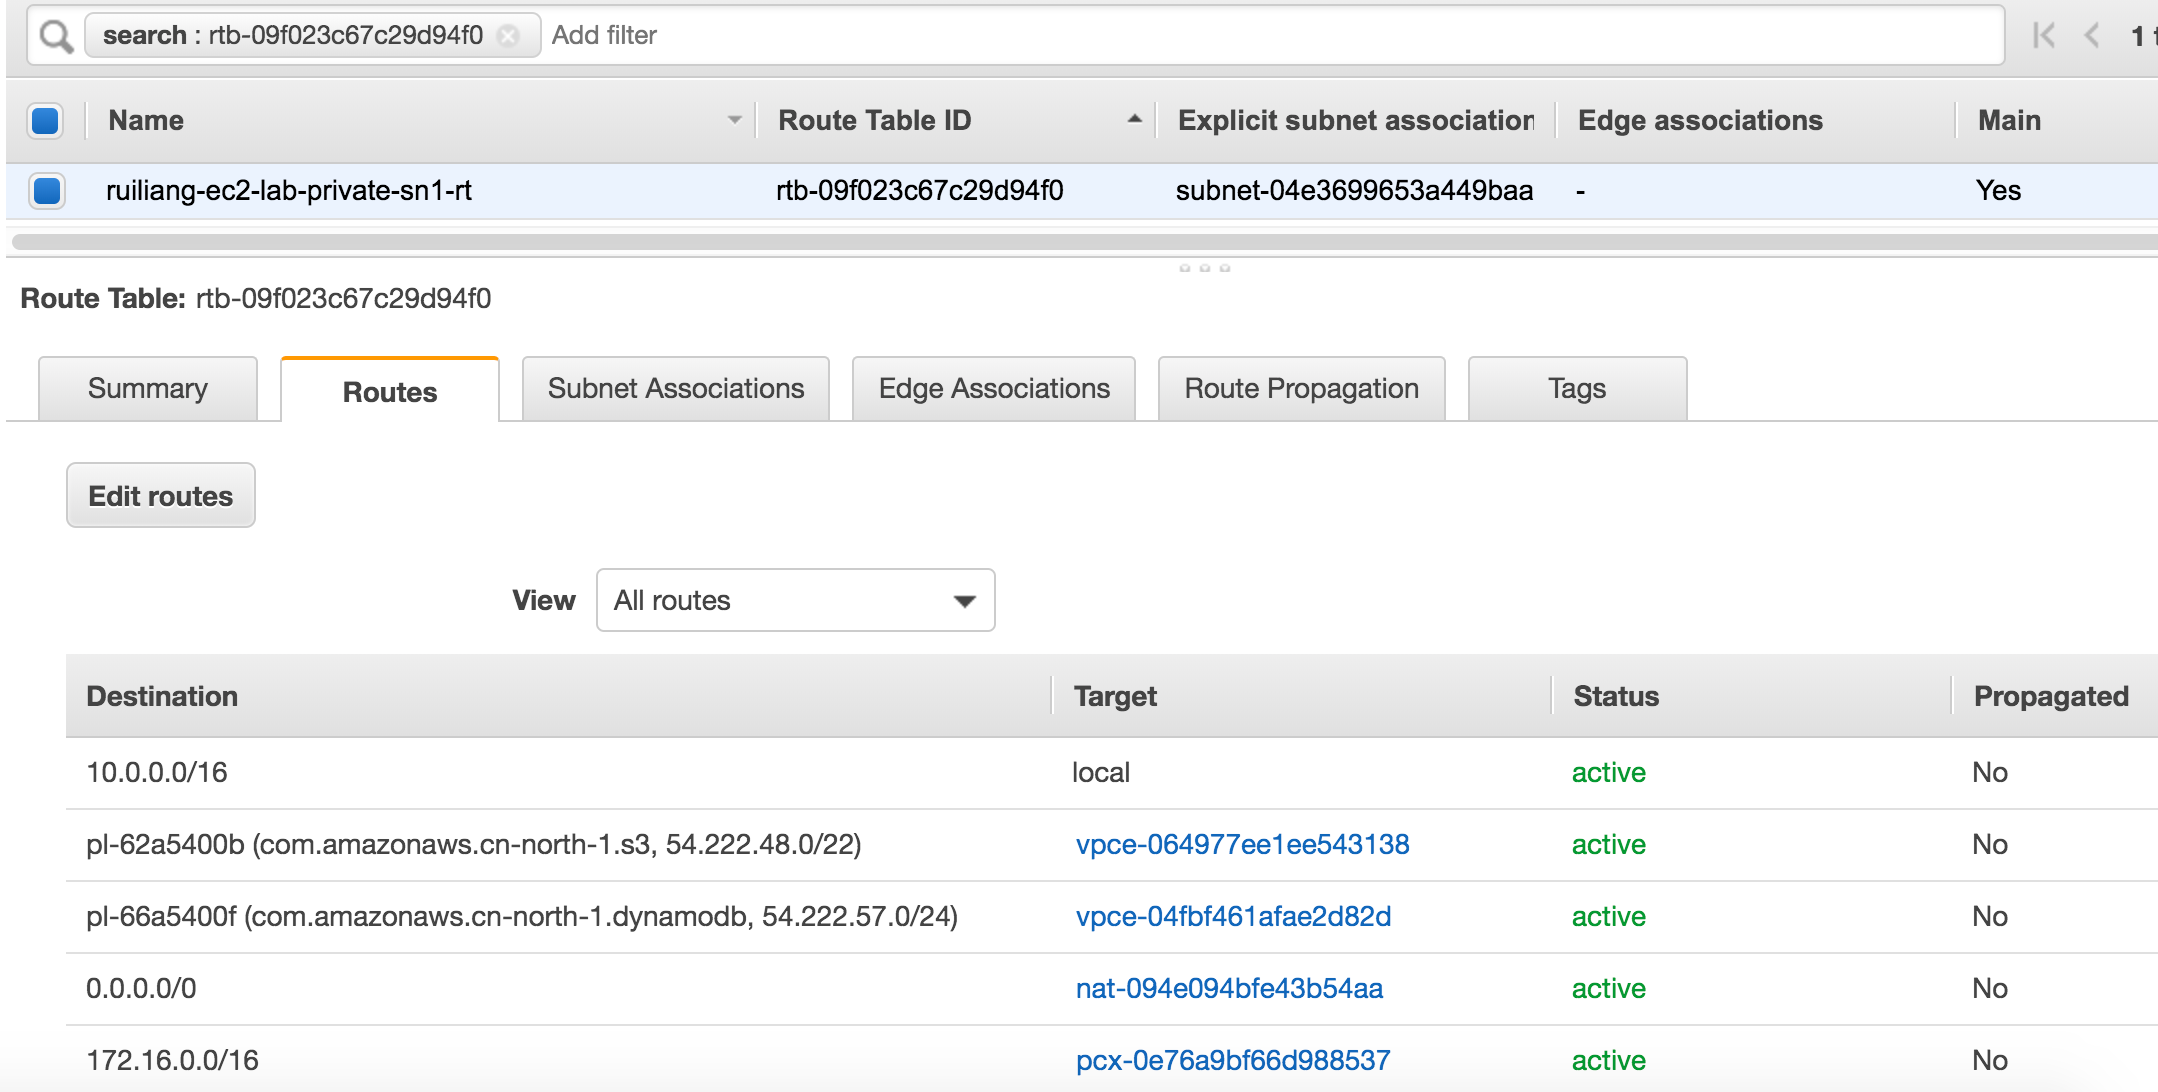 search : rtb-09f023c67c29d94f0 Add filter 1
Name Route Table ID Explicit subnet association Edge associations Main
ruiliang-ec2-lab-private-sn1-rt rtb-09f023c67c29d94f0 subnet-04e3699653a449baa - Yes
Route Table: rtb-09f023c67c29d94f0
Summary Routes Subnet Associations Edge Associations Route Propagation Tags
Edit routes
View All routes
Destination Target Status Propagated
10.0.0.0/16 local active No
pl-62a5400b (com.amazonaws.cn-north-1.s3, 54.222.48.0/22) vpce-064977ee1ee543138 active No
pl-66a5400f (com.amazonaws.cn-north-1.dynamodb, 54.222.57.0/24) vpce-04fbf461afae2d82d active No
0.0.0.0/0 nat-094e094bfe43b54aa active No
172.16.0.0/16 pcx-0e76a9bf66d988537 active No